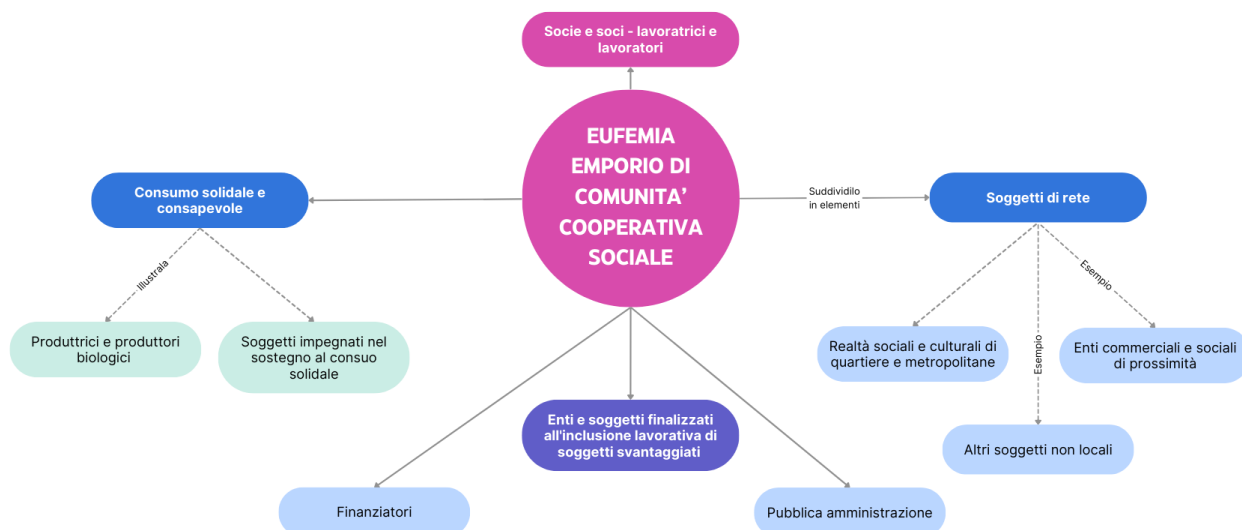 Socie e soci - lavoratrici e
lavoratori
EUFEMIA
EMPORIO DI
COMUNITA’
COOPERATIVA
SOCIALE
Consumo solidale e
consapevole
Suddividilo
in elementi
Soggetti di rete
Illustrala
Esempio
Esempio
Produttrici e produttori
biologici
Soggetti impegnati nel
sostegno al consuo
solidale
Realtà sociali e culturali di
quartiere e metropolitane
Enti commerciali e sociali
di prossimità
Enti e soggetti finalizzati
all'inclusione lavorativa di
soggetti svantaggiati
Altri soggetti non locali
Finanziatori
Pubblica amministrazione